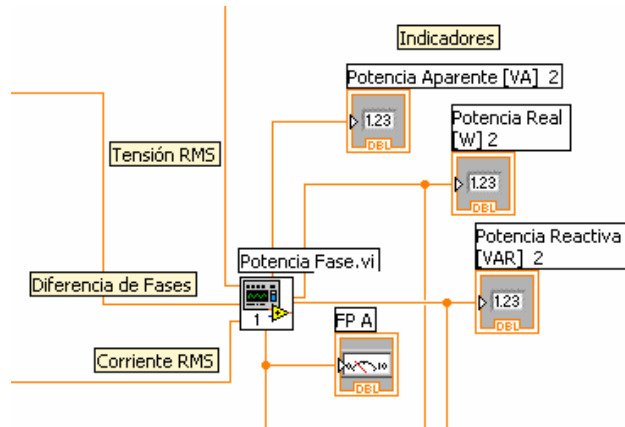 Indicadores
Potencia Aparente [VA] 2
1.23
DBL
Potencia Real
[W] 2
1.23
DBL
Tensión RMS
Potencia Reactiva
[VAR] 2
1.23
DBL
Potencia Fase.vi
1
Diferencia de Fases
FP A
DBL
Corriente RMS